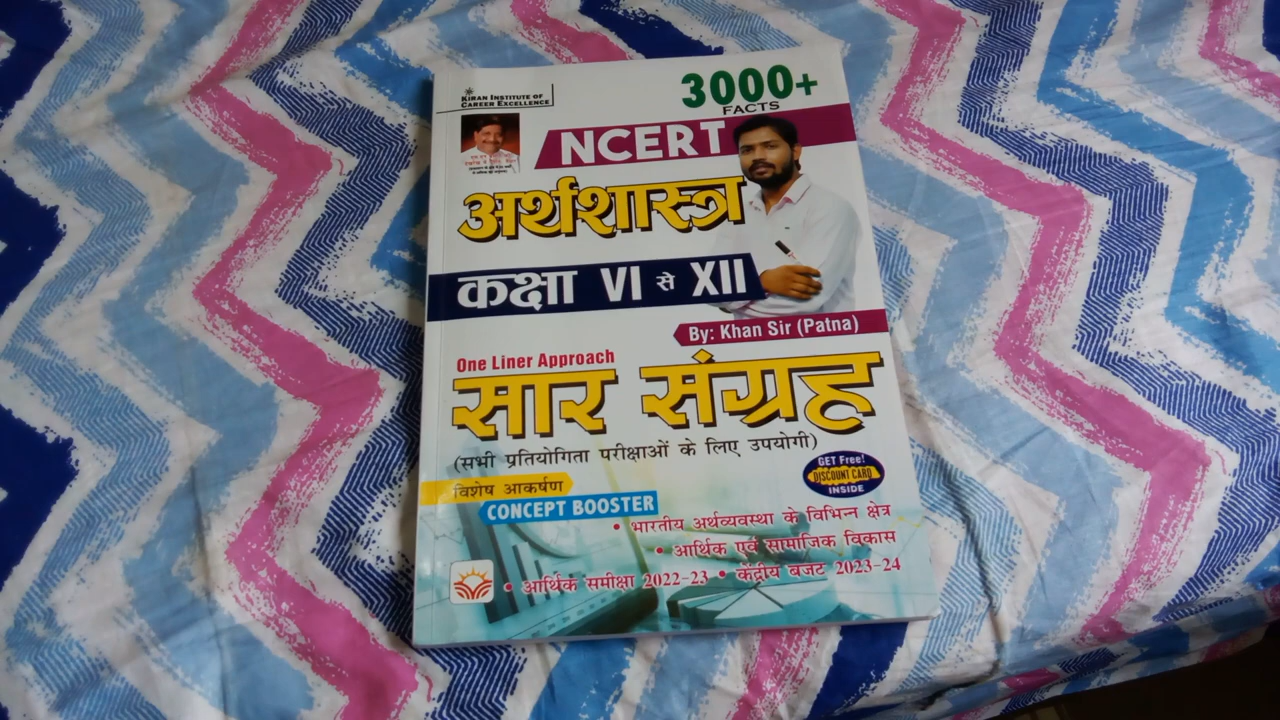 KIRAN INSTITUTE OF
CAREER EXCELLENCE
3000+
FACTS
NCERT
अर्थशास्त्र
कक्षा VI से XII
By: Khan Sir (Patna)
One Liner Approach
सार संग्रह
(सभी प्रतियोगिता परीक्षाओं के लिए उपयोगी)
GET Free!
DISCOUNT CARD
INSIDE
विशेष आकर्षण
CONCEPT BOOSTER
• भारतीय अर्थव्यवस्था के विभिन्न क्षेत्र
• आर्थिक एवं सामाजिक विकास
• आर्थिक समीक्षा 2022-23 • केंद्रीय बजट 2023-24